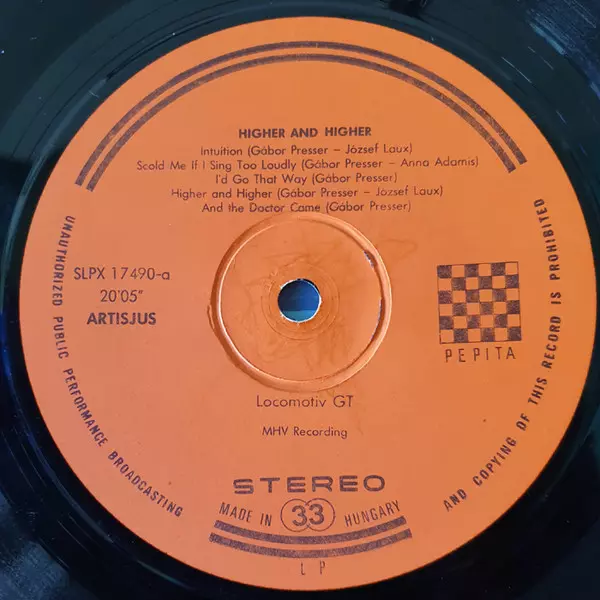 HIGHER AND HIGHER
Intuition (Gábor Presser – József Laux)
Scold Me If I Sing Too Loudly (Gábor Presser – Anna Adamis)
I'd Go That Way (Gábor Presser)
Higher and Higher (Gábor Presser – József Laux)
And the Doctor Came (Gábor Presser)
SLPX 17490-a
20'05"
ARTISJUS
PEPITA
Locomotiv GT
MHV Recording
STEREO
MADE IN 33 HUNGARY
LP
UNAUTHORIZED PUBLIC PERFORMANCE BROADCASTING
AND COPYING OF THIS RECORD IS PROHIBITED